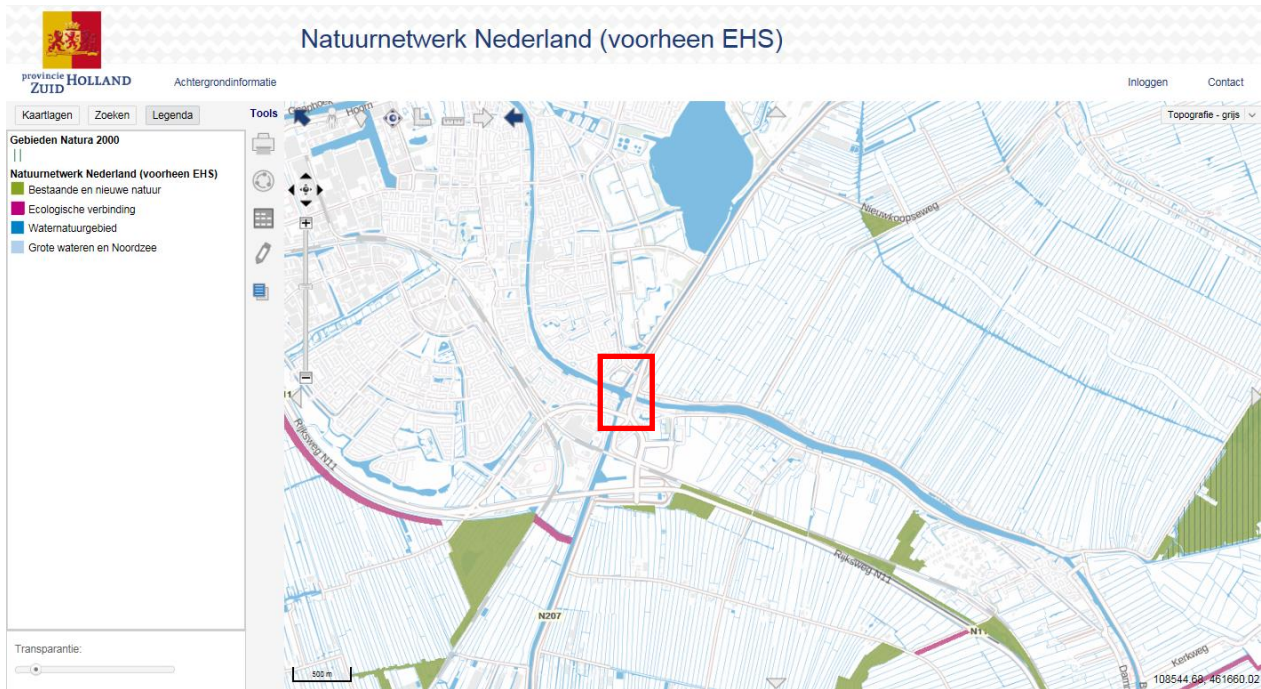 Natuurnetwerk Nederland (voorheen EHS)
provincie
ZUID HOLLAND
Achtergrondinformatie
Inloggen
Contact
Kaartlagen
Zoeken
Legenda
Tools
Topografie - grijs
Gebieden Natura 2000
Natuurnetwerk Nederland (voorheen EHS)
Bestaande en nieuwe natuur
Ecologische verbinding
Waternatuurgebied
Grote wateren en Noordzee
Hoorn
Nieuwkoopseweg
Rijksweg N11
Rijksweg N11
N207
N11
Kerkweg
Transparantie:
500 m
108544.68, 461660.02